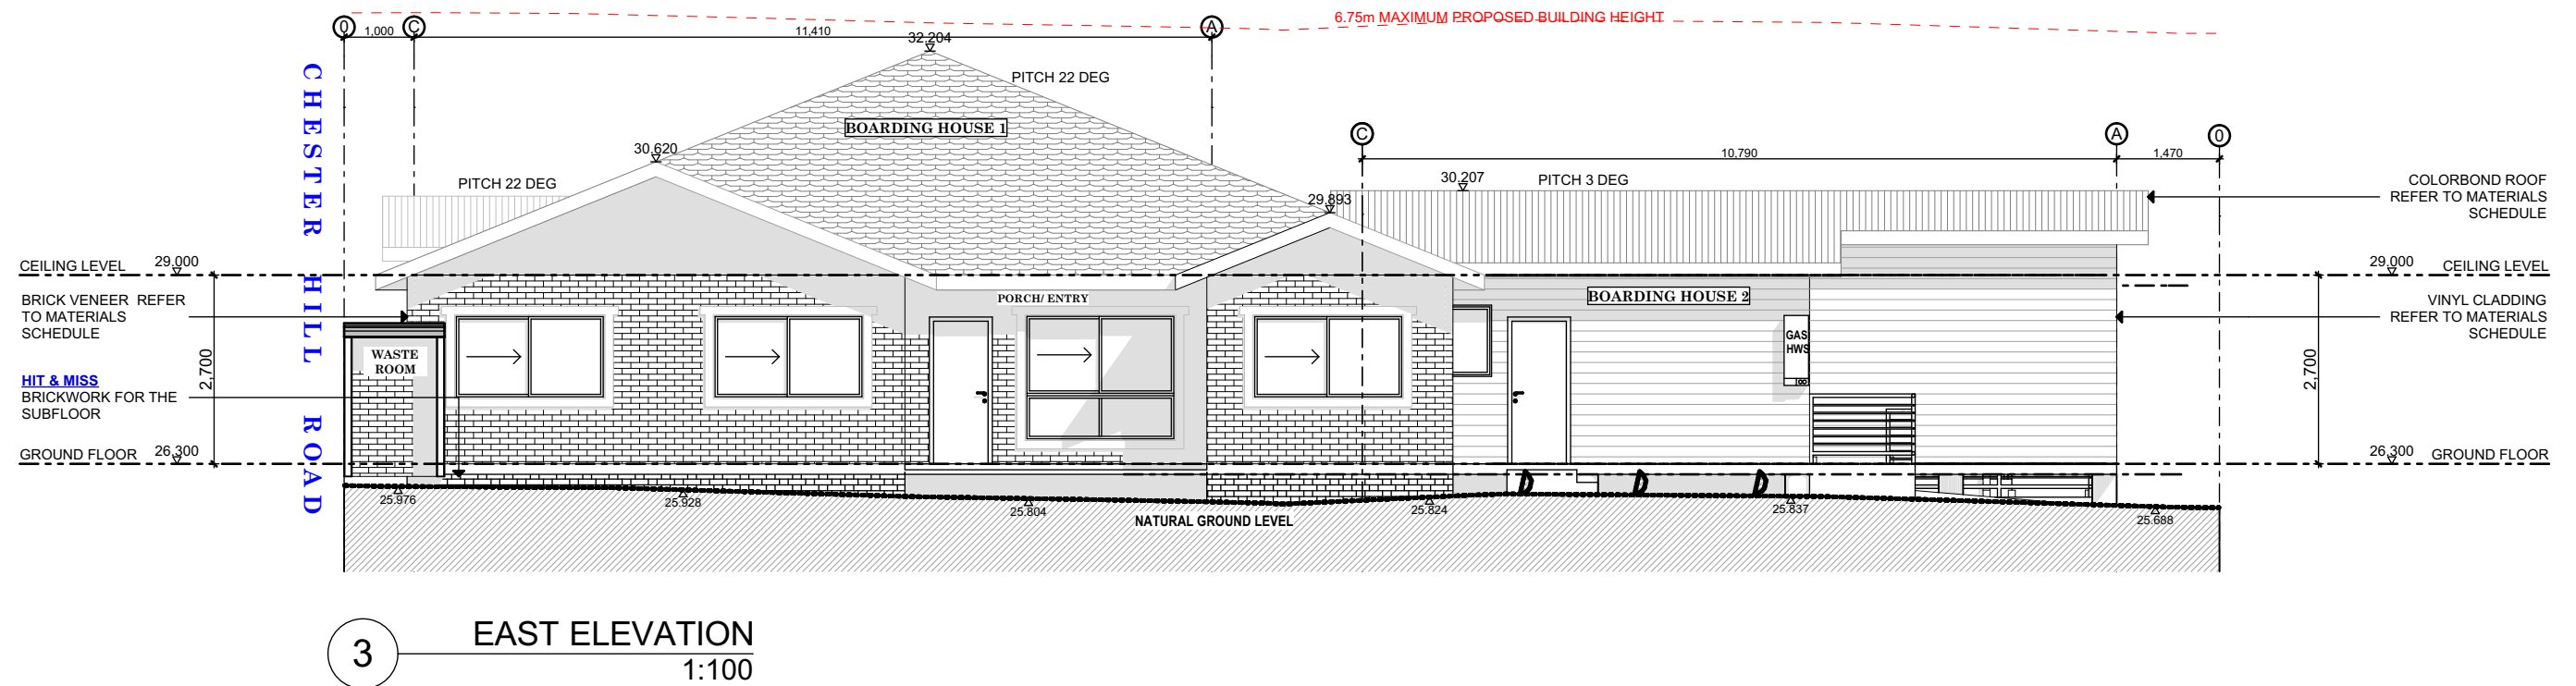 6.75m MAXIMUM PROPOSED BUILDING HEIGHT
0
1,000
C
11,410
A
32.204
PITCH 22 DEG
BOARDING HOUSE 1
30.620
PITCH 22 DEG
CHESTER HILL ROAD
C
10,790
A
1,470
0
30.207
PITCH 3 DEG
29.893
COLORBOND ROOF
REFER TO MATERIALS
SCHEDULE
CEILING LEVEL
29.000
29.000
CEILING LEVEL
BRICK VENEER REFER
TO MATERIALS
SCHEDULE
PORCH/ ENTRY
BOARDING HOUSE 2
VINYL CLADDING
REFER TO MATERIALS
SCHEDULE
WASTE
ROOM
GAS
HWS
2,700
2,700
HIT & MISS
BRICKWORK FOR THE
SUBFLOOR
GROUND FLOOR
26.300
26.300
GROUND FLOOR
25.976
25.928
25.804
NATURAL GROUND LEVEL
25.824
25.837
25.688
3
EAST ELEVATION
1:100